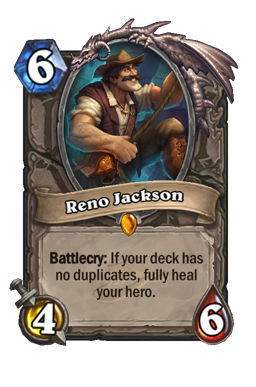 6
Reno Jackson
Battlecry: If your deck has
no duplicates, fully heal
your hero.
4
6